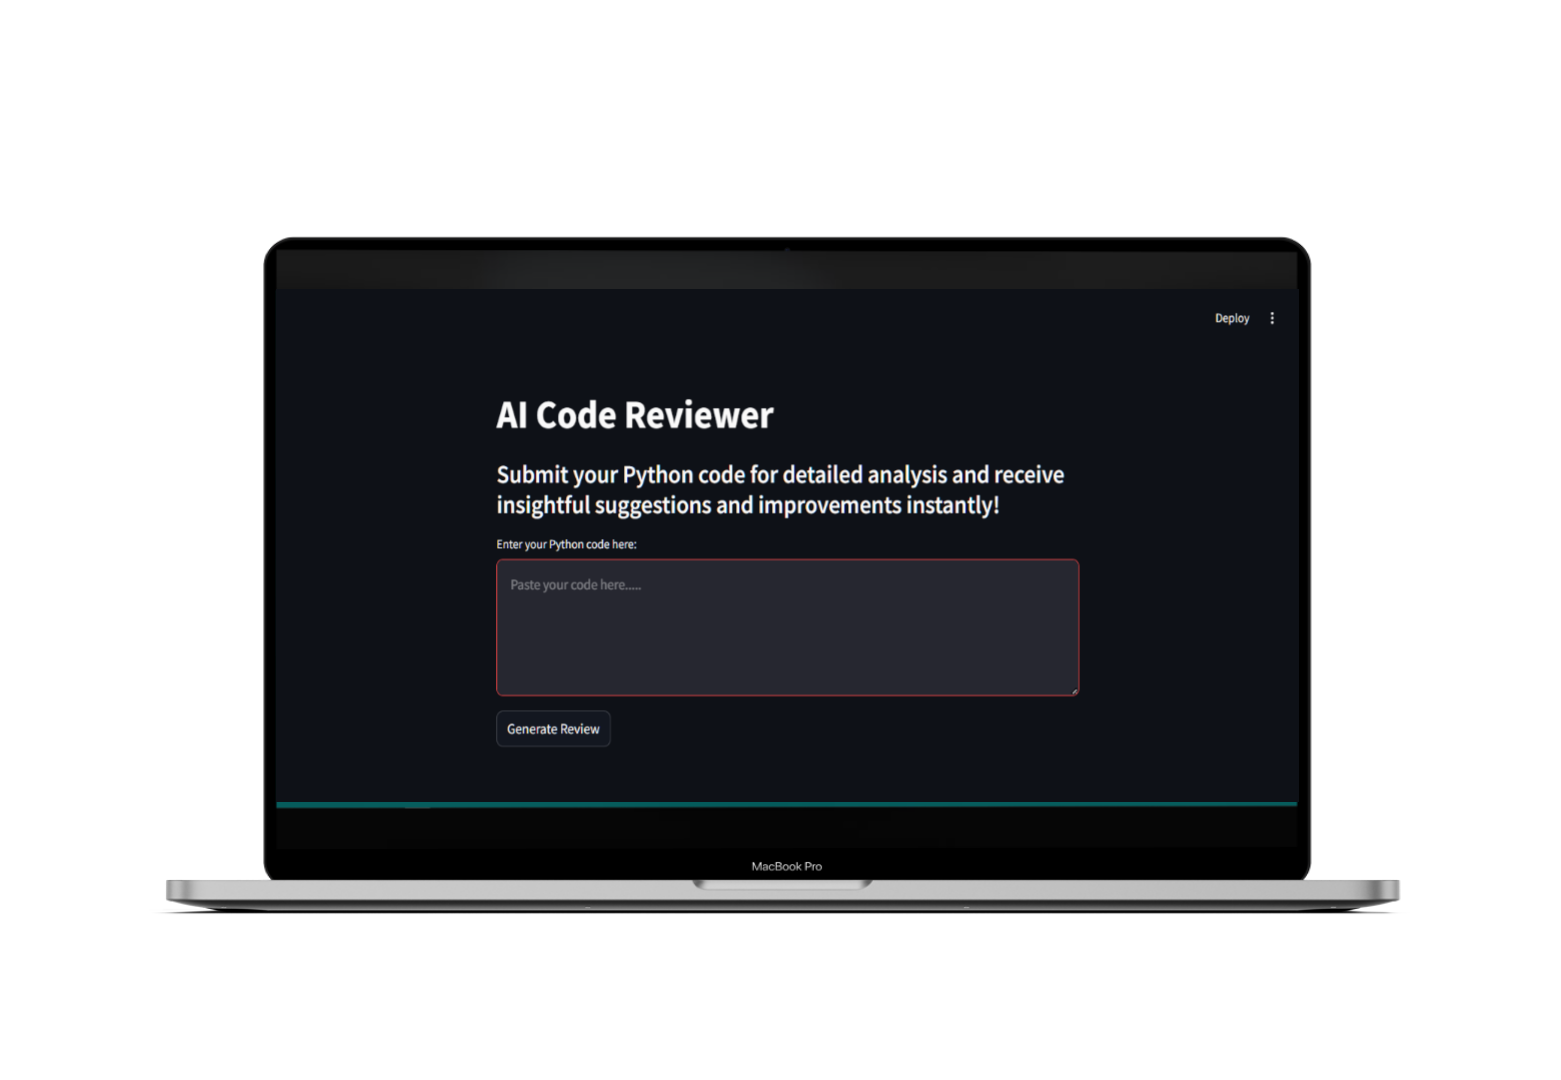 Deploy
AI Code Reviewer
Submit your Python code for detailed analysis and receive
insightful suggestions and improvements instantly!
Enter your Python code here:
Paste your code here.....
Generate Review
MacBook Pro